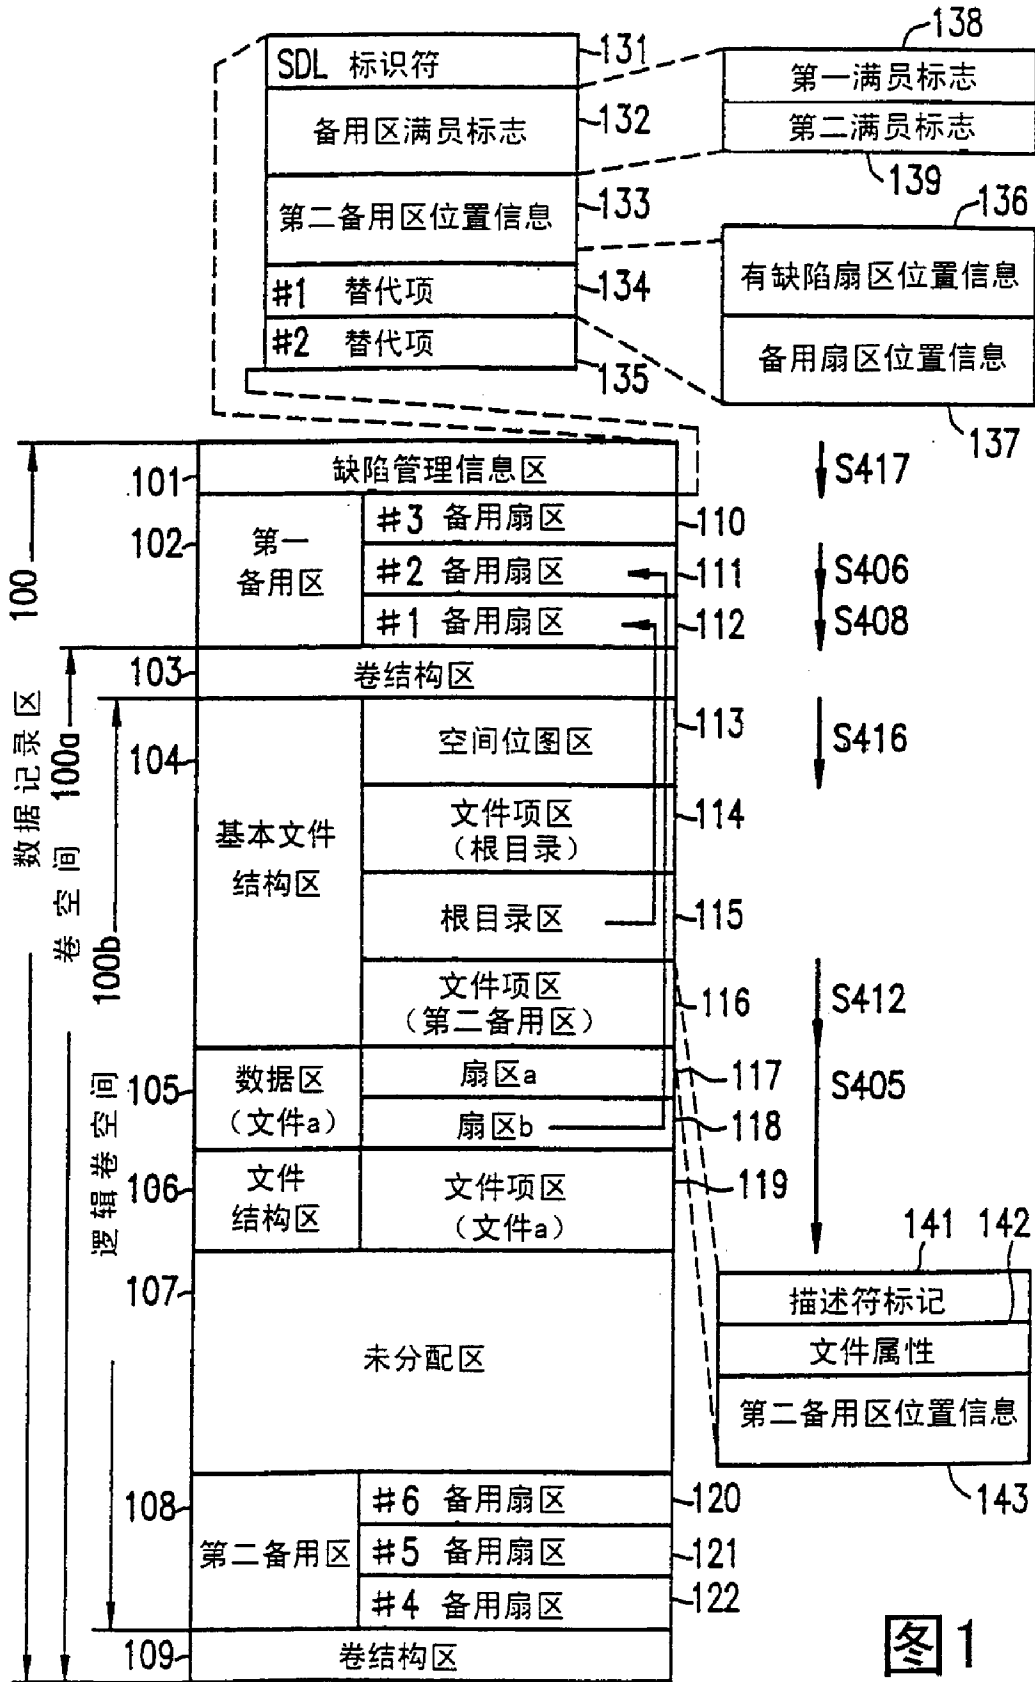 131
SDL 标识符
132
备用区满员标志
133
第二备用区位置信息
134
#1 替代项
135
#2 替代项
138
第一满员标志
第二满员标志
139
136
有缺陷扇区位置信息
备用扇区位置信息
137
100
数据记录区
100a
卷空间
100b
逻辑卷空间
101
缺陷管理信息区
S417
102
第一
备用区
#3 备用扇区
110
#2 备用扇区
111
S406
#1 备用扇区
112
S408
103
卷结构区
104
基本文件
结构区
空间位图区
113
S416
文件项区
(根目录)
114
根目录区
115
文件项区
(第二备用区)
116
S412
105
数据区
(文件a)
扇区a
117
S405
扇区b
118
106
文件
结构区
文件项区
(文件a)
119
107
未分配区
141
142
描述符标记
文件属性
第二备用区位置信息
143
108
第二备用区
#6 备用扇区
120
#5 备用扇区
121
#4 备用扇区
122
109
卷结构区
图1